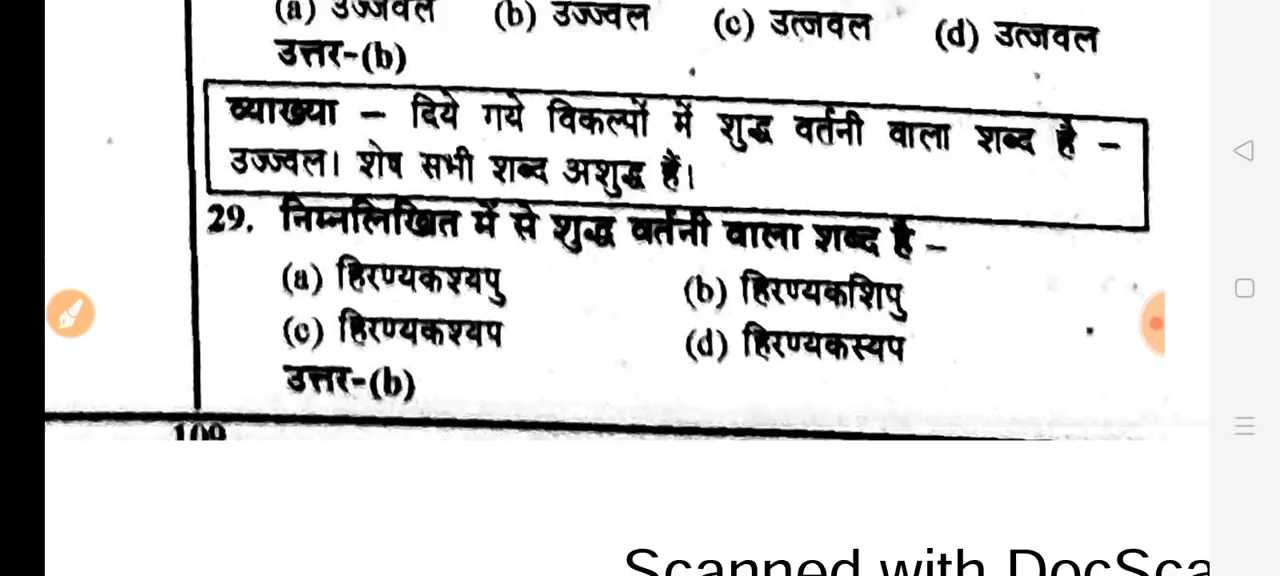 (a) उज्जवल (b) उज्ज्वल (c) उत्जवल (d) उत्जवल
उत्तर-(b)
व्याख्या – दिये गये विकल्पों में शुद्ध वर्तनी वाला शब्द है –
उज्ज्वल। शेष सभी शब्द अशुद्ध हैं।
29. निम्नलिखित में से शुद्ध वर्तनी वाला शब्द है –
(a) हिरण्यकश्यपु (b) हिरण्यकशिपु
(c) हिरण्यकश्यप (d) हिरण्यकस्यप
उत्तर-(b)
109
Scanned with DocSca